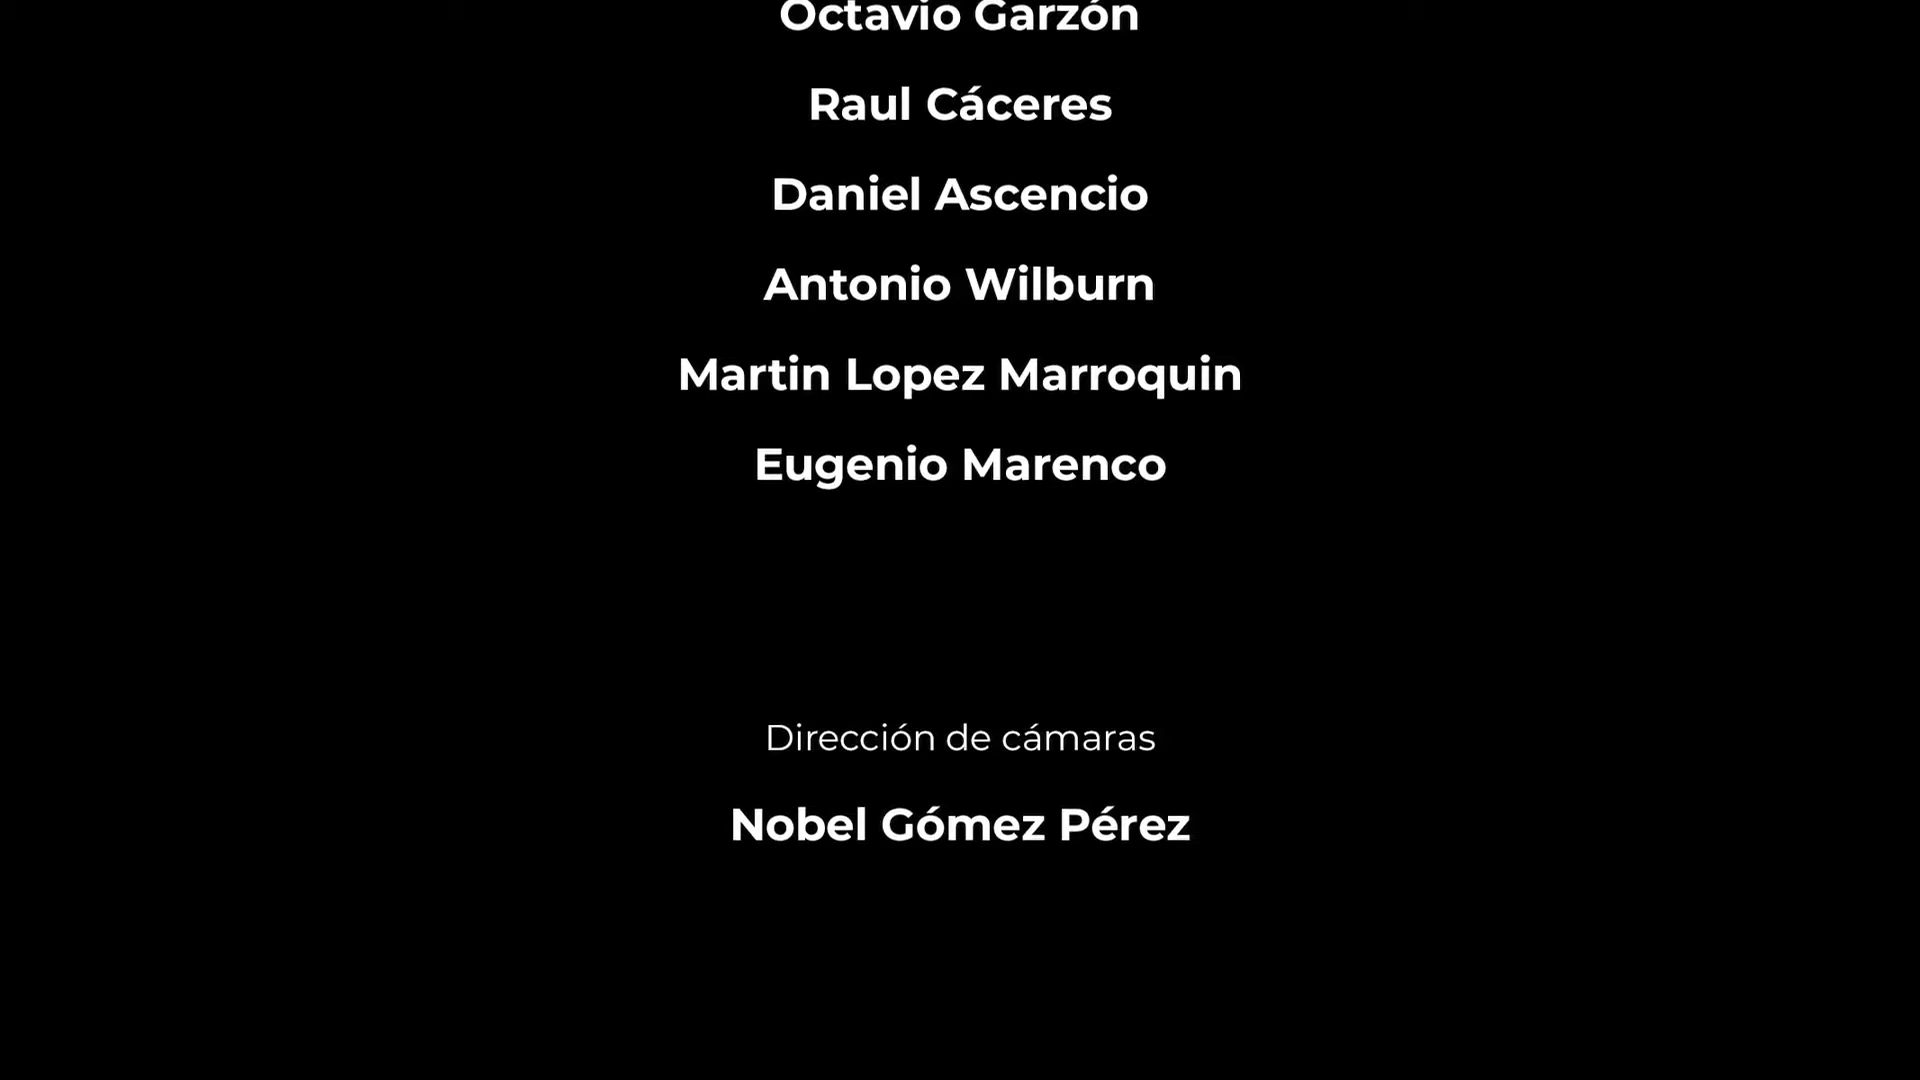 Octavio Garzón
Raul Cáceres
Daniel Ascencio
Antonio Wilburn
Martin Lopez Marroquin
Eugenio Marenco
Dirección de cámaras
Nobel Gómez Pérez